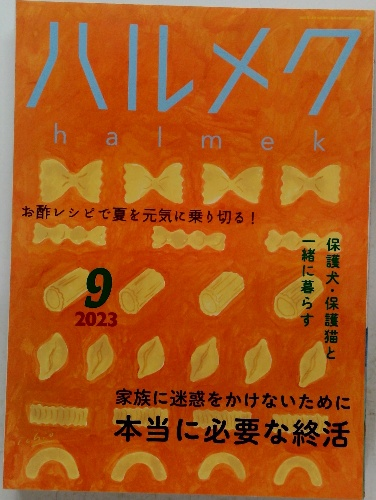 ハルメク
halmek
お酢レシピで夏を元気に乗り切る!
保護犬・保護猫と
一緒に暮らす
9
2023
家族に迷惑をかけないために
本当に必要な終活